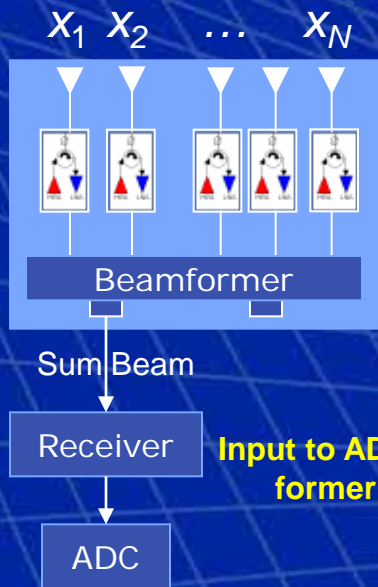 X1 X2 … XN
Beamformer
Sum Beam
Receiver
Input to AD
former
ADC